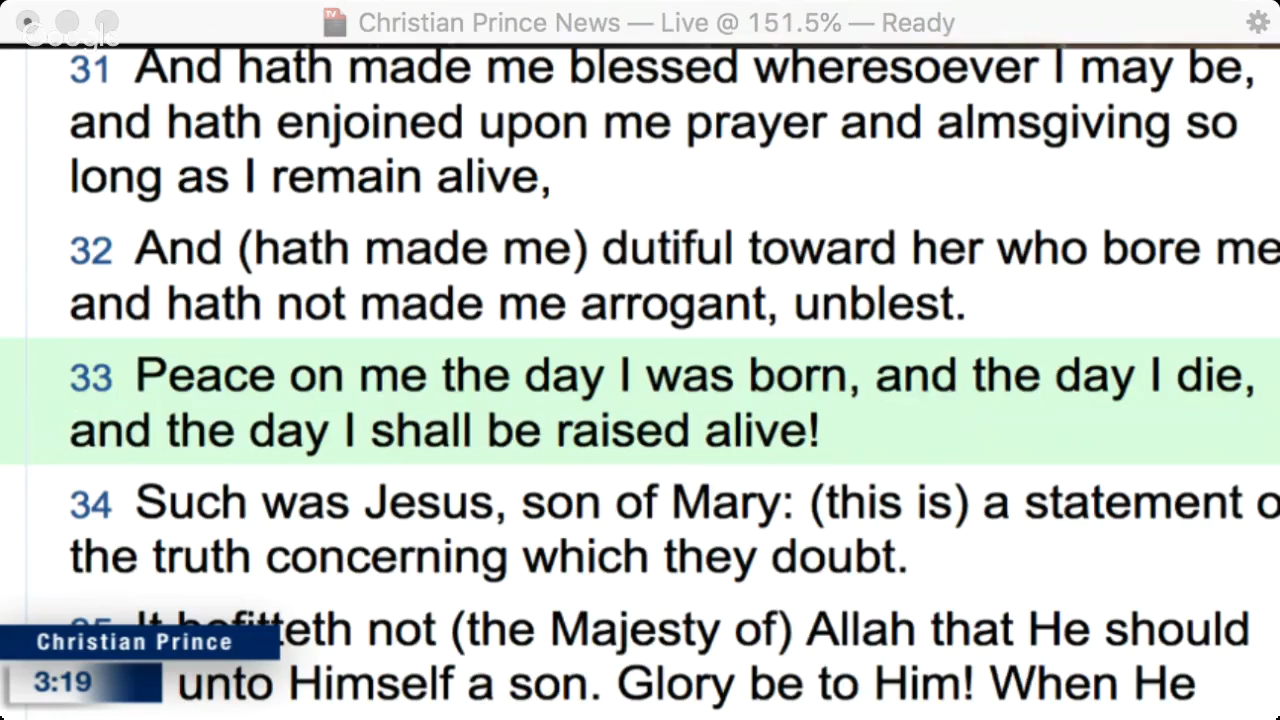 Christian Prince News — Live @ 151.5% — Ready
Google
31 And hath made me blessed wheresoever I may be,
and hath enjoined upon me prayer and almsgiving so
long as I remain alive,
32 And (hath made me) dutiful toward her who bore me
and hath not made me arrogant, unblest.
33 Peace on me the day I was born, and the day I die,
and the day I shall be raised alive!
34 Such was Jesus, son of Mary: (this is) a statement o
the truth concerning which they doubt.
35 It befitteth not (the Majesty of) Allah that He should
unto Himself a son. Glory be to Him! When He
Christian Prince
3:19